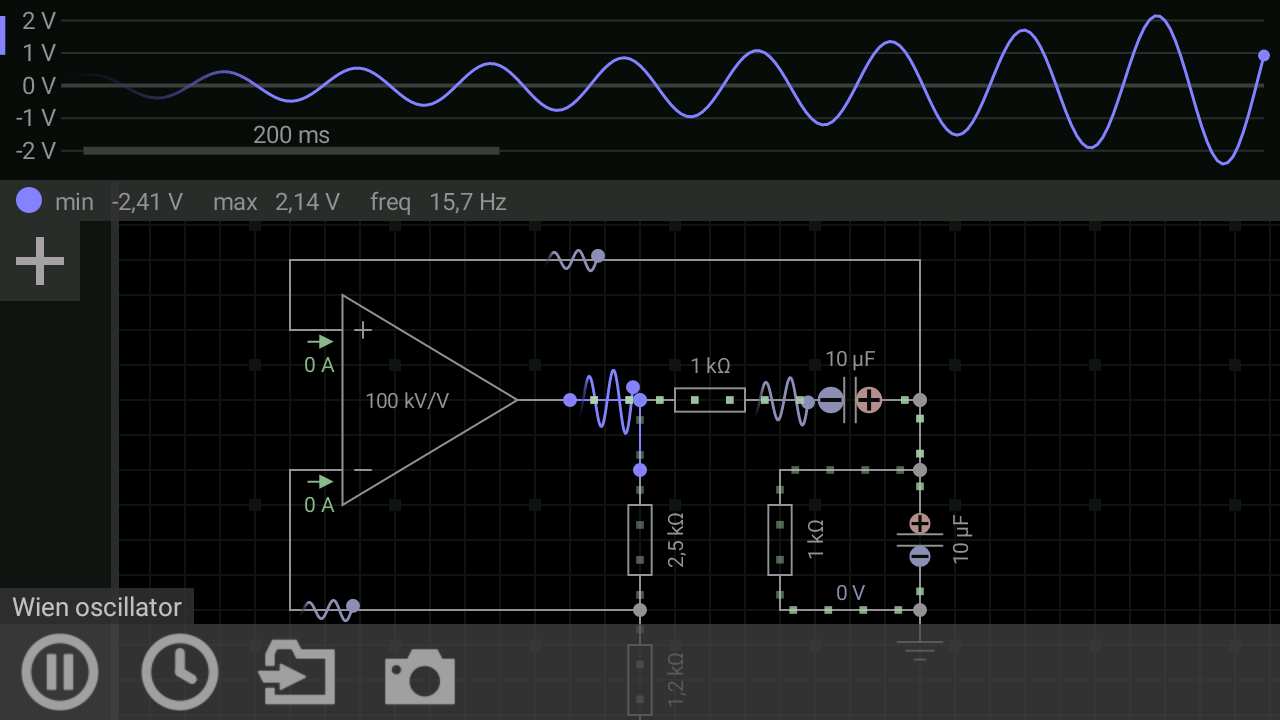 2 V
1 V
0 V
-1 V
-2 V
200 ms
min -2,41 V max 2,14 V freq 15,7 Hz
0 A
100 kV/V
0 A
1 kΩ
10 µF
2,5 kΩ
1 kΩ
10 µF
0 V
Wien oscillator
1,2 kΩ